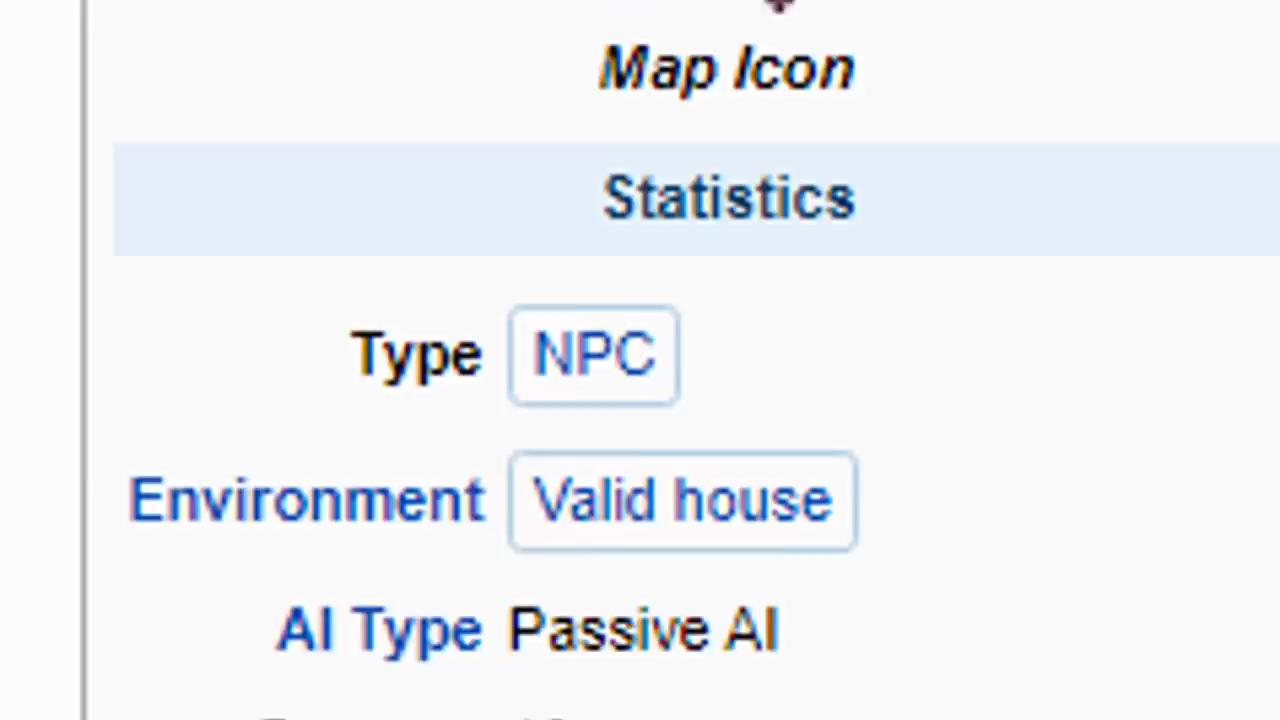 Map Icon
Statistics
Type NPC
Environment Valid house
AI Type Passive AI